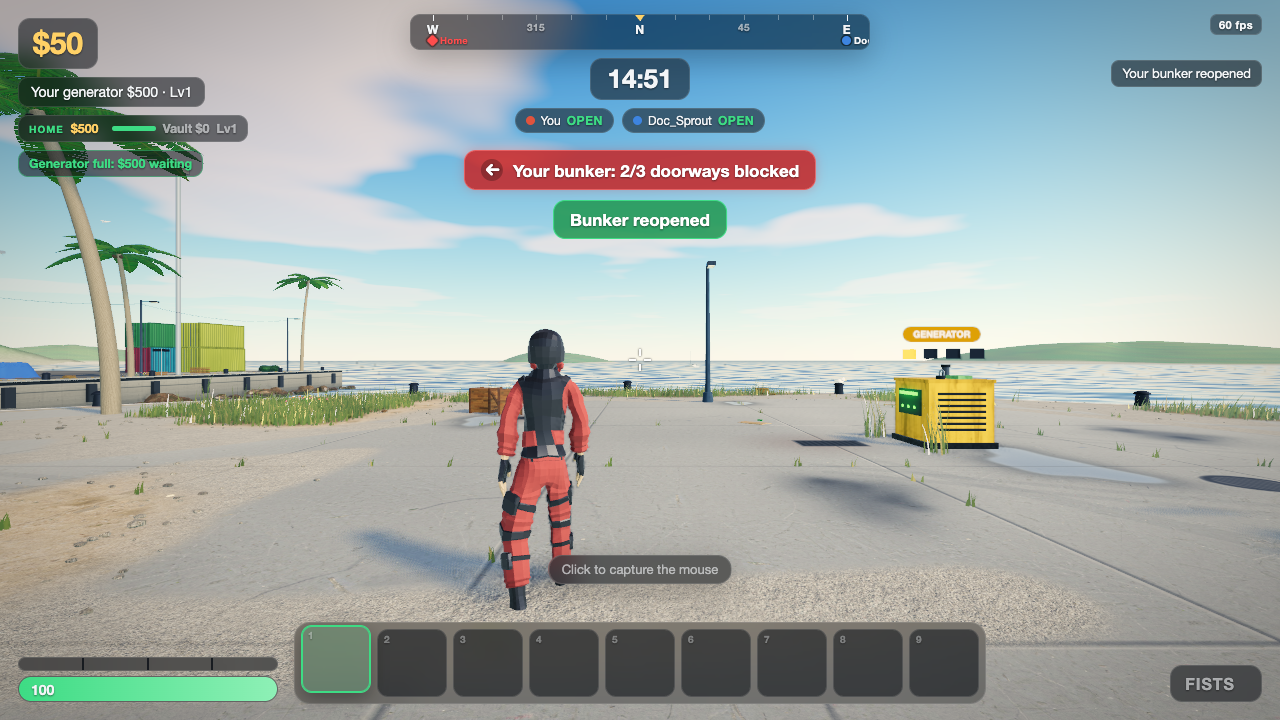 $50
W
315
N
45
E
Home
60 fps
14:51
Your bunker reopened
Your generator $500 · Lv1
HOME $500 Vault $0 Lv1
You OPEN
Doc_Sprout OPEN
Generator full: $500 waiting
Your bunker: 2/3 doorways blocked
Bunker reopened
GENERATOR
Click to capture the mouse
1
2
3
4
5
6
7
8
9
100
FISTS